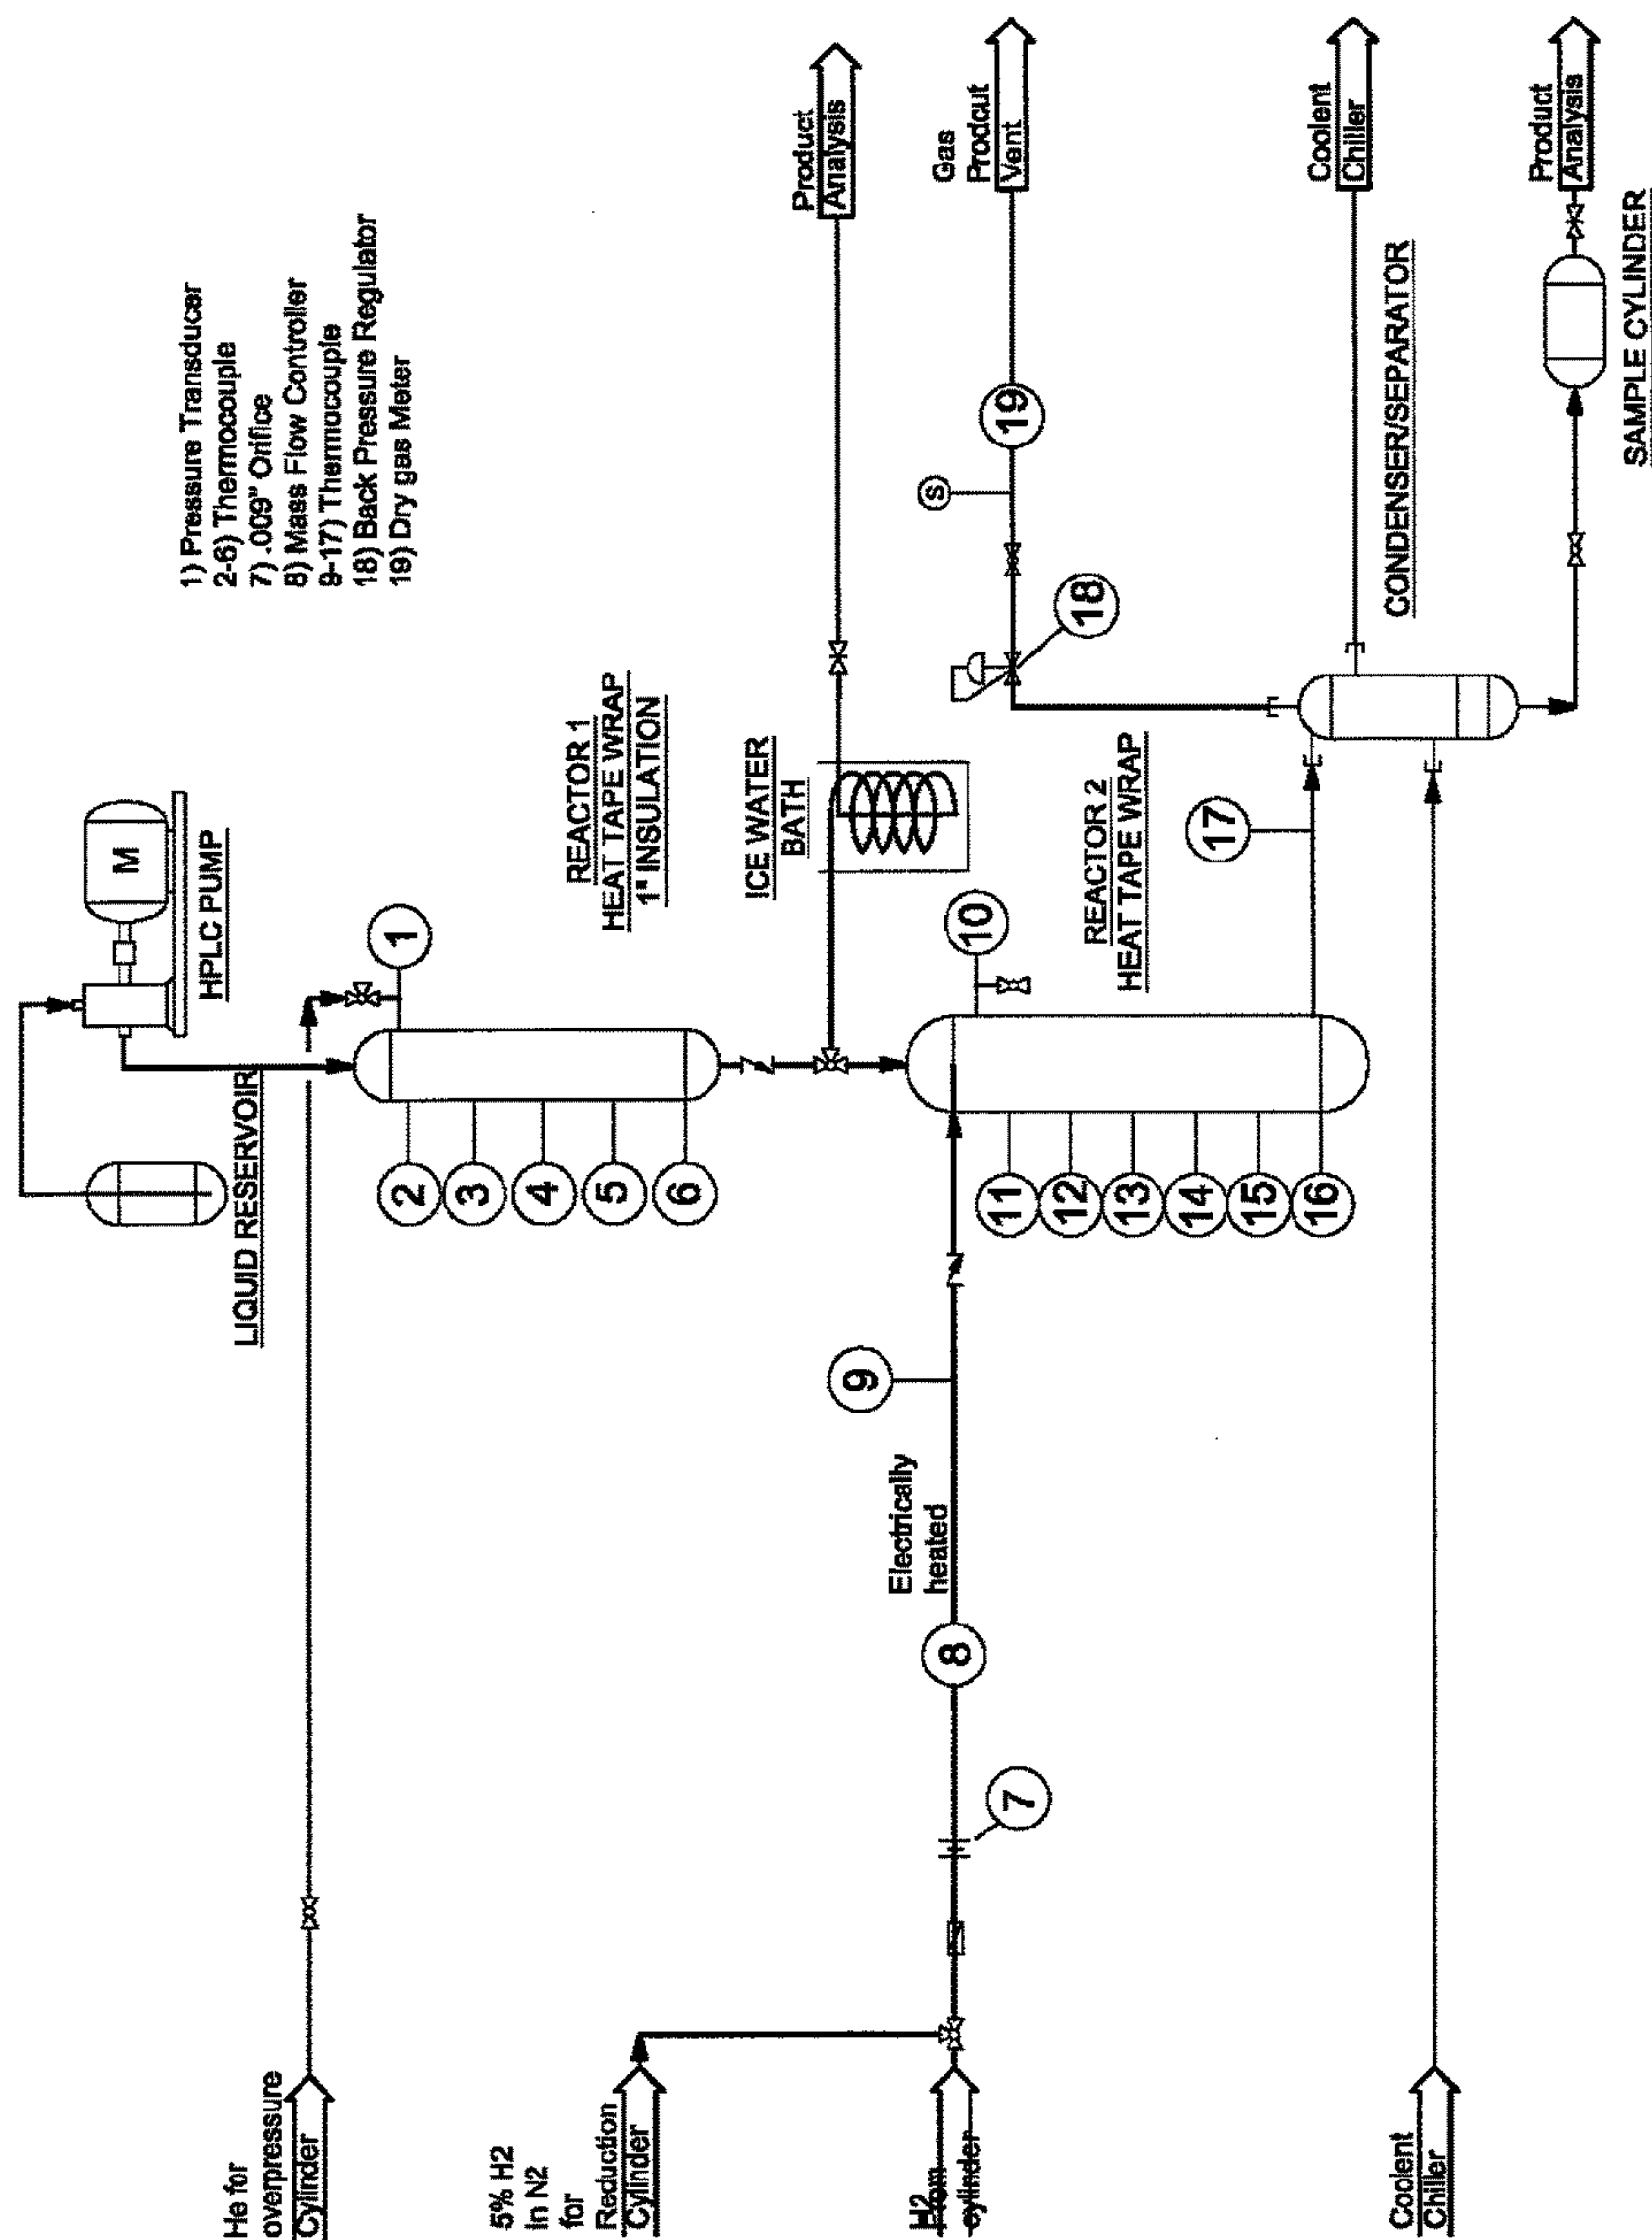 1) Pressure Transducer
2-6) Thermocouple
7) .009" Orifice
8) Mass Flow Controller
9-17) Thermocouple
18) Back Pressure Regulator
19) Dry gas Meter
M
HPLC PUMP
LIQUID RESERVOIR
REACTOR 1
HEAT TAPE WRAP
1" INSULATION
1
2
3
4
5
6
He for
overpressure
Cylinder
5% H2
in N2
for
Reduction
Cylinder
H2
From
cylinder
7
8
Electrically
heated
9
ICE WATER
BATH
Product
Analysis
10
REACTOR 2
HEAT TAPE WRAP
11
12
13
14
15
16
17
18
S
19
Gas
Prodcut
Vent
Coolent
Chiller
CONDENSER/SEPARATOR
Coolent
Chiller
Product
Analysis
SAMPLE CYLINDER